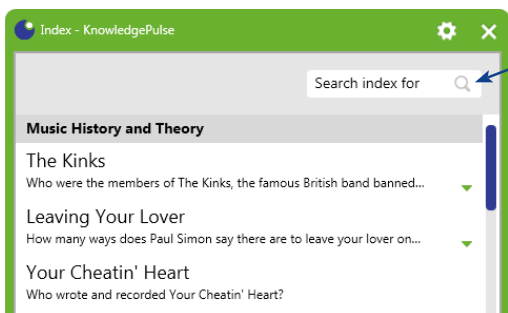 Index - KnowledgePulse
Search index for
Music History and Theory
The Kinks
Who were the members of The Kinks, the famous British band banned...
Leaving Your Lover
How many ways does Paul Simon say there are to leave your lover on...
Your Cheatin' Heart
Who wrote and recorded Your Cheatin' Heart?